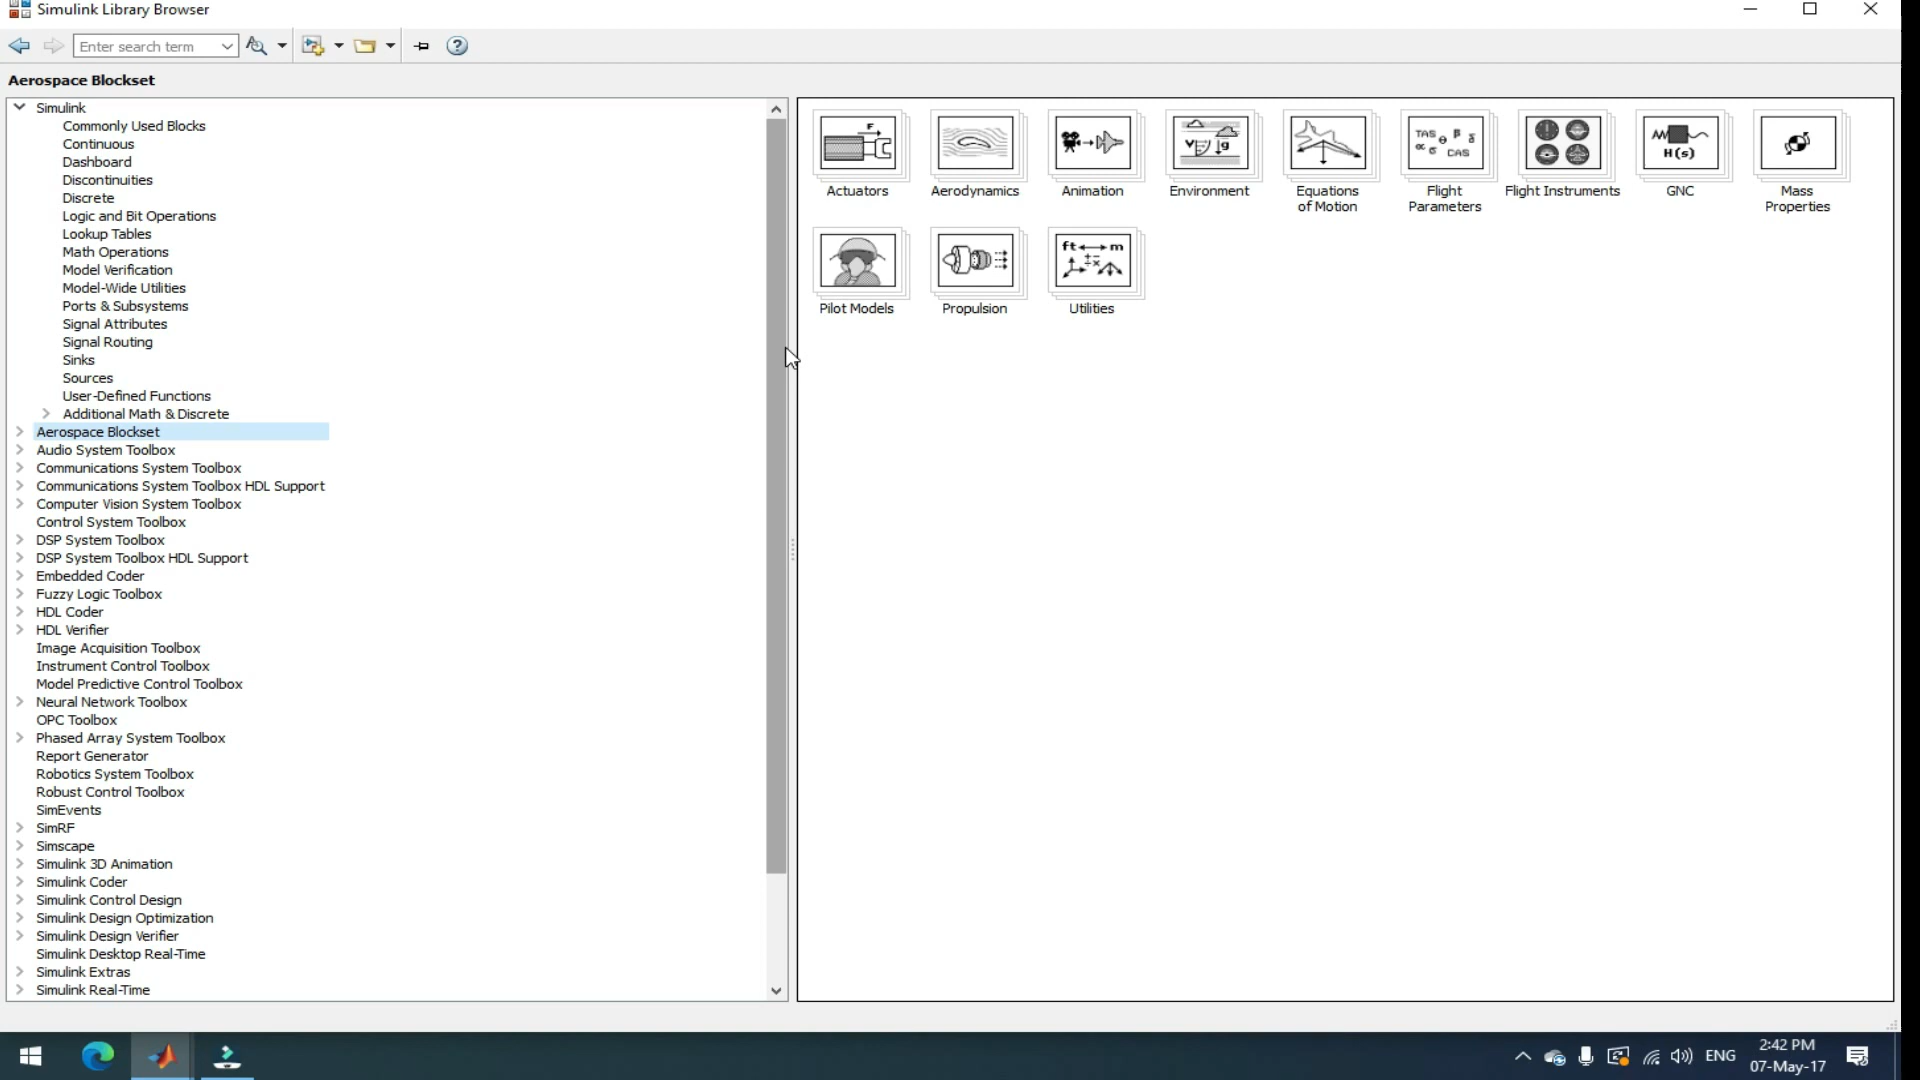 Simulink Library Browser
Enter search term
Aerospace Blockset
Simulink
Commonly Used Blocks
Continuous
Dashboard
Discontinuities
Discrete
Logic and Bit Operations
Lookup Tables
Math Operations
Model Verification
Model-Wide Utilities
Ports & Subsystems
Signal Attributes
Signal Routing
Sinks
Sources
User-Defined Functions
Additional Math & Discrete
Aerospace Blockset
Audio System Toolbox
Communications System Toolbox
Communications System Toolbox HDL Support
Computer Vision System Toolbox
Control System Toolbox
DSP System Toolbox
DSP System Toolbox HDL Support
Embedded Coder
Fuzzy Logic Toolbox
HDL Coder
HDL Verifier
Image Acquisition Toolbox
Instrument Control Toolbox
Model Predictive Control Toolbox
Neural Network Toolbox
OPC Toolbox
Phased Array System Toolbox
Report Generator
Robotics System Toolbox
Robust Control Toolbox
SimEvents
SimRF
Simscape
Simulink 3D Animation
Simulink Coder
Simulink Control Design
Simulink Design Optimization
Simulink Design Verifier
Simulink Desktop Real-Time
Simulink Extras
Simulink Real-Time
F
V g
TAS θ β δ
α σ CAS
H(s)
Actuators
Aerodynamics
Animation
Environment
Equations
of Motion
Flight
Parameters
Flight Instruments
GNC
Mass
Properties
ft m
Pilot Models
Propulsion
Utilities
ENG
2:42 PM
07-May-17